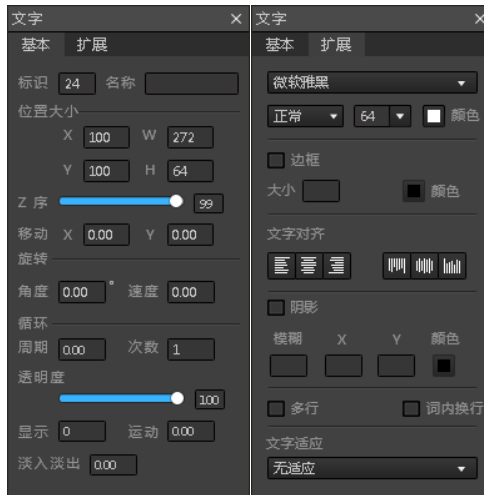 文字 ×
基本 扩展
标识 24 名称
位置大小
X 100 W 272
Y 100 H 64
Z 序 99
移动 X 0.00 Y 0.00
旋转
角度 0.00 ° 速度 0.00
循环
周期 0.00 次数 1
透明度
100
显示 0 运动 0.00
淡入淡出 0.00
文字 ×
基本 扩展
微软雅黑
正常 64 颜色
边框
大小 颜色
文字对齐
阴影
模糊 X Y 颜色
多行 词内换行
文字适应
无适应